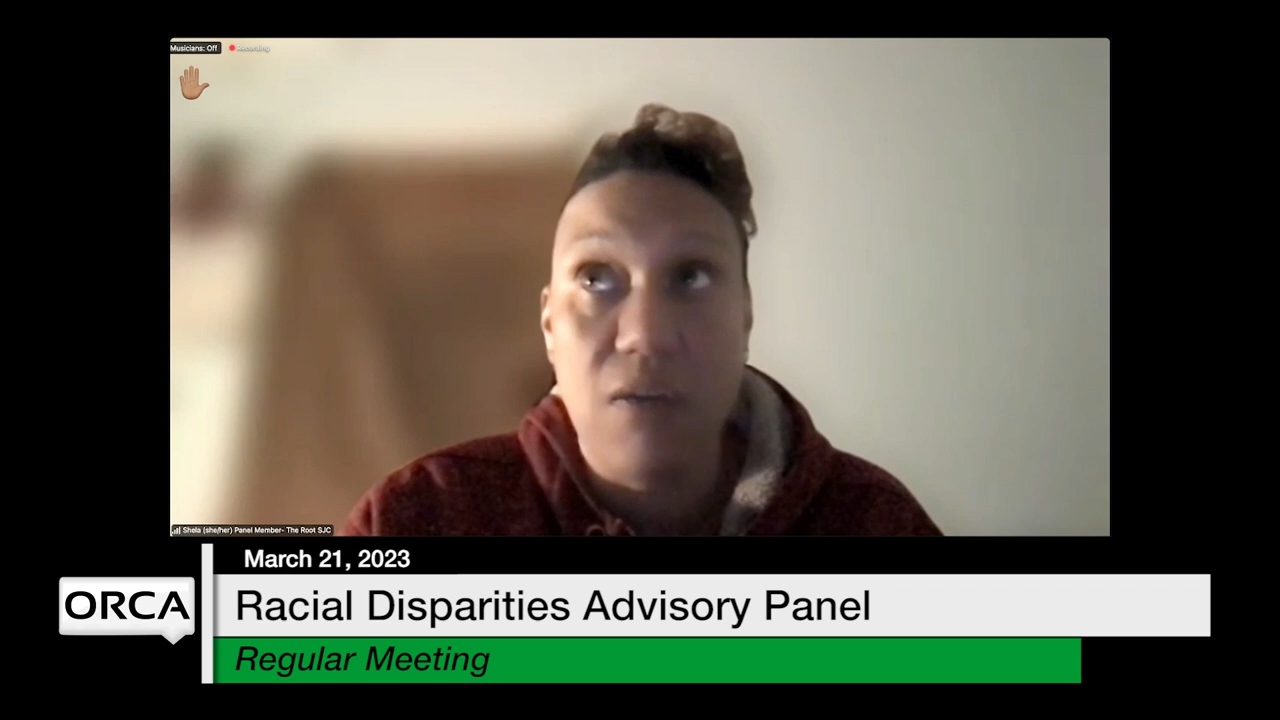 Musicians: Off
Recording
Shela (she/her) Panel Member- The Root SJC
March 21, 2023
ORCA
Racial Disparities Advisory Panel
Regular Meeting